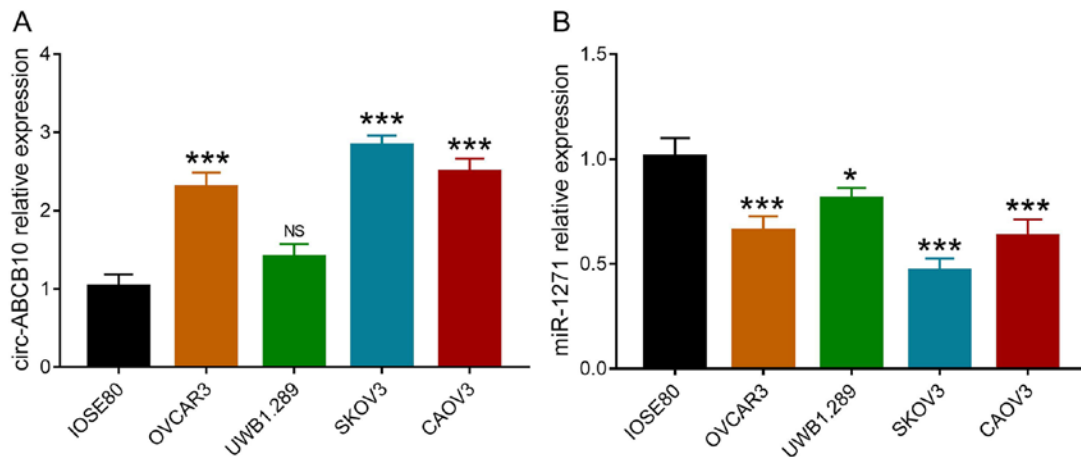 A
circ-ABCB10 relative expression
4
3
2
1
0
***
NS
***
***
IOSE80
OVCAR3
UWB1.289
SKOV3
CAOV3
B
miR-1271 relative expression
1.5
1.0
0.5
0.0
***
*
***
***
IOSE80
OVCAR3
UWB1.289
SKOV3
CAOV3